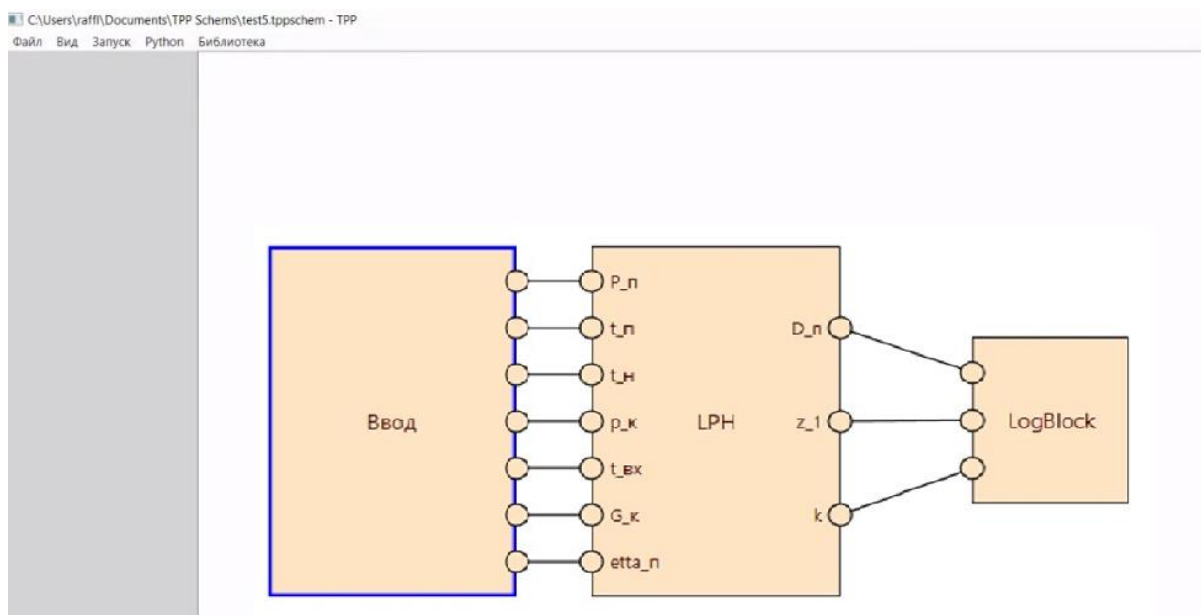 C:\Users\raffl\Documents\TPP Schems\test5.tppschem - TPP
Файл Вид Запуск Python Библиотека
P_п
t_п
D_п
t_н
Ввод
p_к
LPH
z_1
LogBlock
t_вх
G_к
k
etta_п